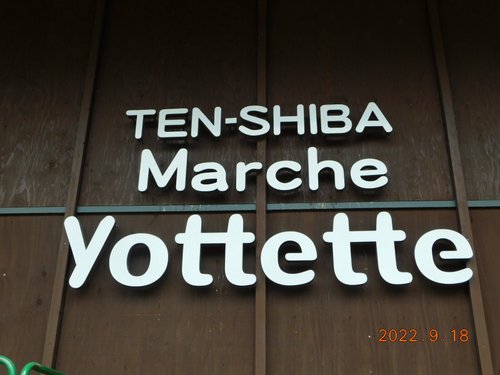 TEN-SHIBA
Marche
Yottette
2022.9.18